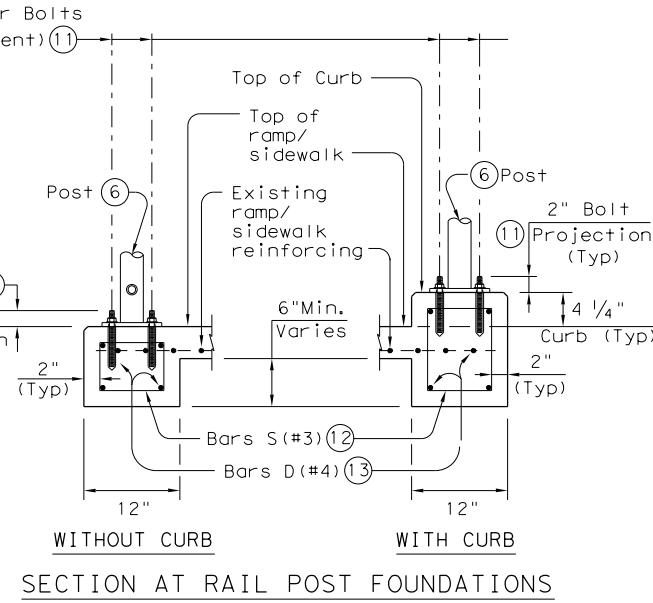 r Bolts
ent) 11
Top of Curb
Top of
ramp/
sidewalk
Post 6
6 Post
Existing
ramp/
sidewalk
reinforcing
2" Bolt
11 Projection
(Typ)
6"Min.
Varies
4 1/4"
Curb (Typ)
n
2"
(Typ)
2"
(Typ)
Bars S(#3) 12
Bars D(#4) 13
12"
12"
WITHOUT CURB
WITH CURB
SECTION AT RAIL POST FOUNDATIONS